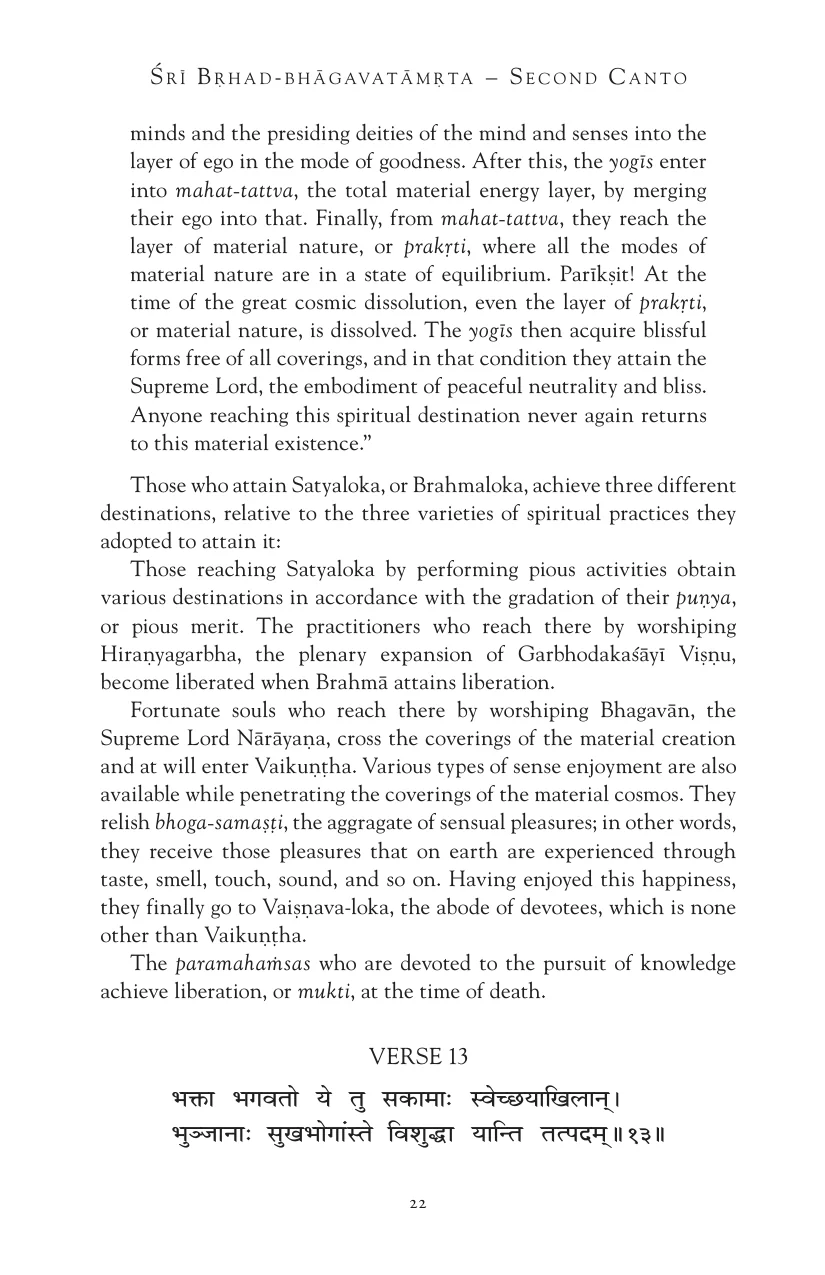 Śrī Bṛhad-bhāgavatāmṛta – Second Canto
minds and the presiding deities of the mind and senses into the
layer of ego in the mode of goodness. After this, the yogīs enter
into mahat-tattva, the total material energy layer, by merging
their ego into that. Finally, from mahat-tattva, they reach the
layer of material nature, or prakṛti, where all the modes of
material nature are in a state of equilibrium. Parīkṣit! At the
time of the great cosmic dissolution, even the layer of prakṛti,
or material nature, is dissolved. The yogīs then acquire blissful
forms free of all coverings, and in that condition they attain the
Supreme Lord, the embodiment of peaceful neutrality and bliss.
Anyone reaching this spiritual destination never again returns
to this material existence.”
Those who attain Satyaloka, or Brahmaloka, achieve three different
destinations, relative to the three varieties of spiritual practices they
adopted to attain it:
Those reaching Satyaloka by performing pious activities obtain
various destinations in accordance with the gradation of their puṇya,
or pious merit. The practitioners who reach there by worshiping
Hiraṇyagarbha, the plenary expansion of Garbhodakaśāyī Viṣṇu,
become liberated when Brahmā attains liberation.
Fortunate souls who reach there by worshiping Bhagavān, the
Supreme Lord Nārāyaṇa, cross the coverings of the material creation
and at will enter Vaikuṇṭha. Various types of sense enjoyment are also
available while penetrating the coverings of the material cosmos. They
relish bhoga-samaṣṭi, the aggragate of sensual pleasures; in other words,
they receive those pleasures that on earth are experienced through
taste, smell, touch, sound, and so on. Having enjoyed this happiness,
they finally go to Vaiṣṇava-loka, the abode of devotees, which is none
other than Vaikuṇṭha.
The paramahaṁsas who are devoted to the pursuit of knowledge
achieve liberation, or mukti, at the time of death.
VERSE 13
भक्ता भगवतो ये तु सकामाः स्वेच्छयाखिलान्।
भुञ्जानाः सुखभोगांस्ते विशुद्धा यान्ति तत्पदम्॥१३॥
22